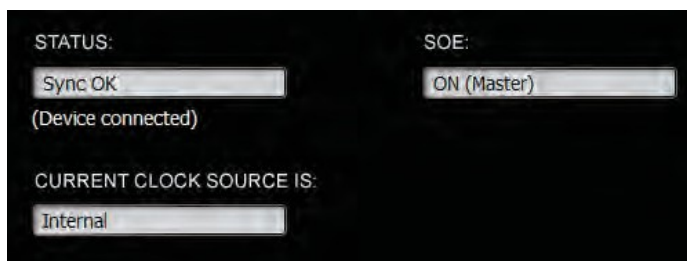 STATUS:
Sync OK
(Device connected)
SOE:
ON (Master)
CURRENT CLOCK SOURCE IS:
Internal